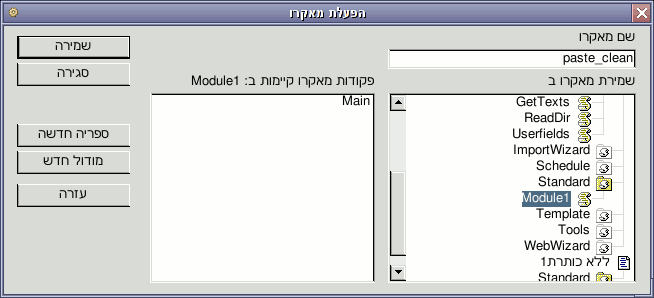 הפעלת מאקרו
שם מאקרו
paste_clean
שמירת מאקרו ב
GetTexts
ReadDir
Userfields
ImportWizard
Schedule
Standard
Module1
Template
Tools
WebWizard
ללא כותרת1
Standard
פקודות מאקרו קיימות ב: Module1
Main
שמירה
סגירה
ספריה חדשה
מודול חדש
עזרה